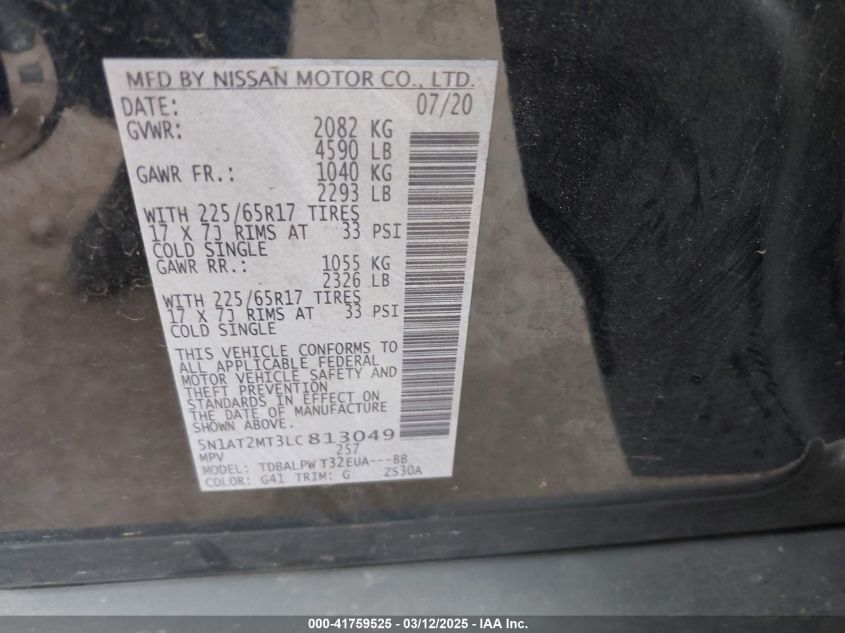 MFD BY NISSAN MOTOR CO., LTD.
DATE: 07/20
GVWR: 2082 KG
4590 LB
GAWR FR.: 1040 KG
2293 LB
WITH 225/65R17 TIRES
17 X 7J RIMS AT 33 PSI
COLD SINGLE
GAWR RR.: 1055 KG
2326 LB
WITH 225/65R17 TIRES
17 X 7J RIMS AT 33 PSI
COLD SINGLE
THIS VEHICLE CONFORMS TO
ALL APPLICABLE FEDERAL
MOTOR VEHICLE SAFETY AND
THEFT PREVENTION
STANDARDS IN EFFECT ON
THE DATE OF MANUFACTURE
SHOWN ABOVE.
5N1AT2MT3LC813049
MPV 257
MODEL: TDBALPW T32EUA---BB
COLOR: G41 TRIM: G ZS30A
000-41759525 - 03/12/2025 - IAA Inc.